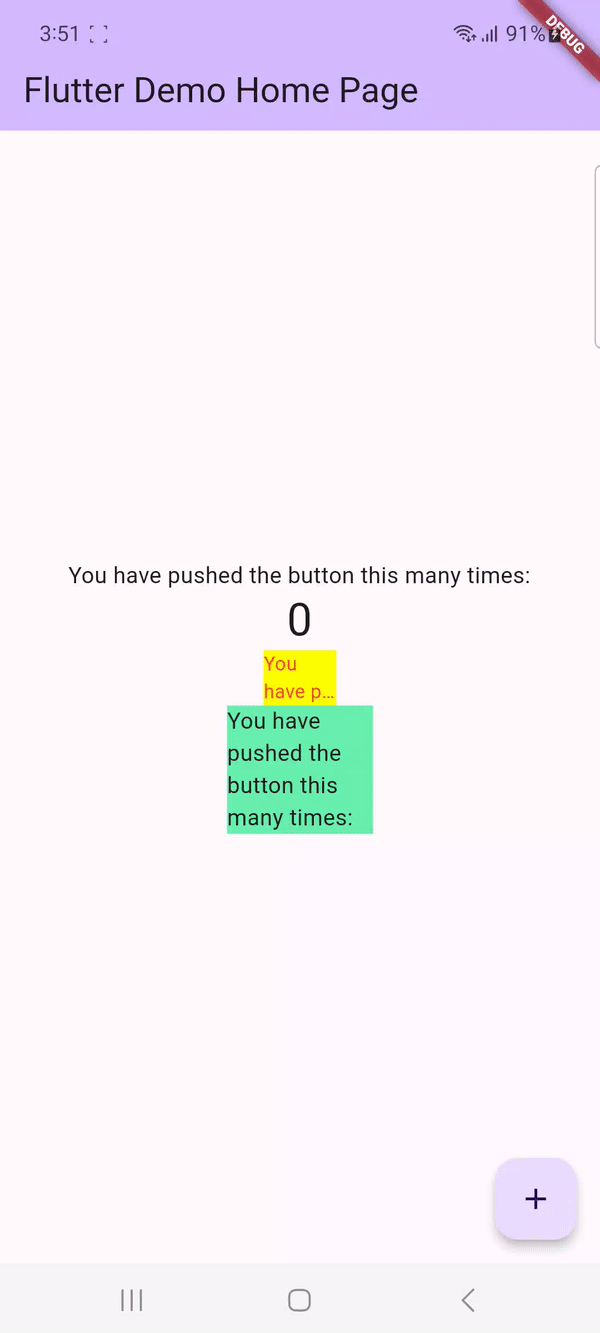 3:51
91%
DEBUG
Flutter Demo Home Page
You have pushed the button this many times:
0
You
have p…
You have
pushed the
button this
many times:
+